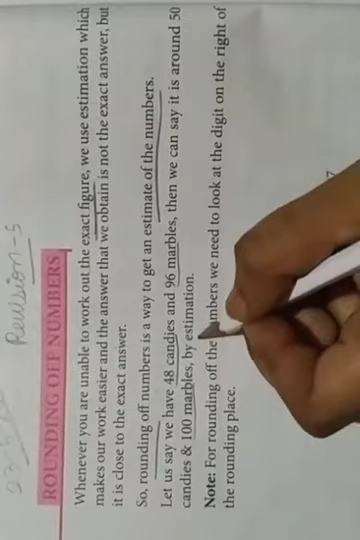 Revision-5
ROUNDING OFF NUMBERS
Whenever you are unable to work out the exact figure, we use estimation which
makes our work easier and the answer that we obtain is not the exact answer, but
it is close to the exact answer.
So, rounding off numbers is a way to get an estimate of the numbers.
Let us say we have 48 candies and 96 marbles, then we can say it is around 50
candies & 100 marbles, by estimation.
Note: For rounding off the numbers we need to look at the digit on the right of
the rounding place.